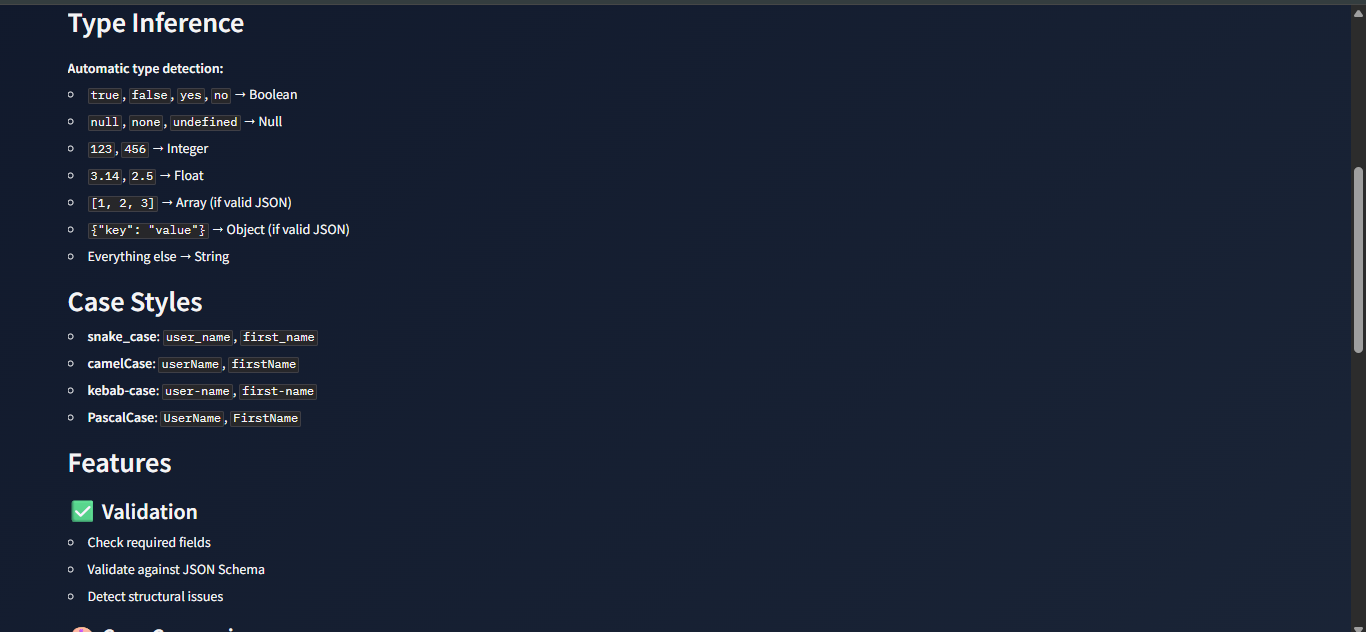 Type Inference
Automatic type detection:
true, false, yes, no → Boolean
null, none, undefined → Null
123, 456 → Integer
3.14, 2.5 → Float
[1, 2, 3] → Array (if valid JSON)
{"key": "value"} → Object (if valid JSON)
Everything else → String
Case Styles
snake_case: user_name, first_name
camelCase: userName, firstName
kebab-case: user-name, first-name
PascalCase: UserName, FirstName
Features
✅ Validation
Check required fields
Validate against JSON Schema
Detect structural issues